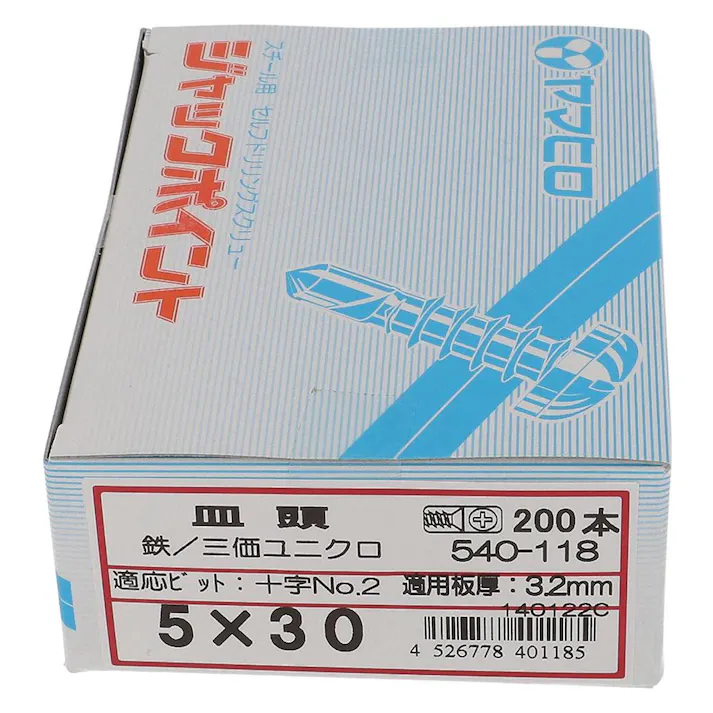 ヤマヒロ
スチール用 セルフドリリングスクリュー
ジャックポイント
皿頭
200本
鉄/三価ユニクロ
540-118
適応ビット:十字No.2 適用板厚:3.2mm
140122C
5×30
4 526778 401185